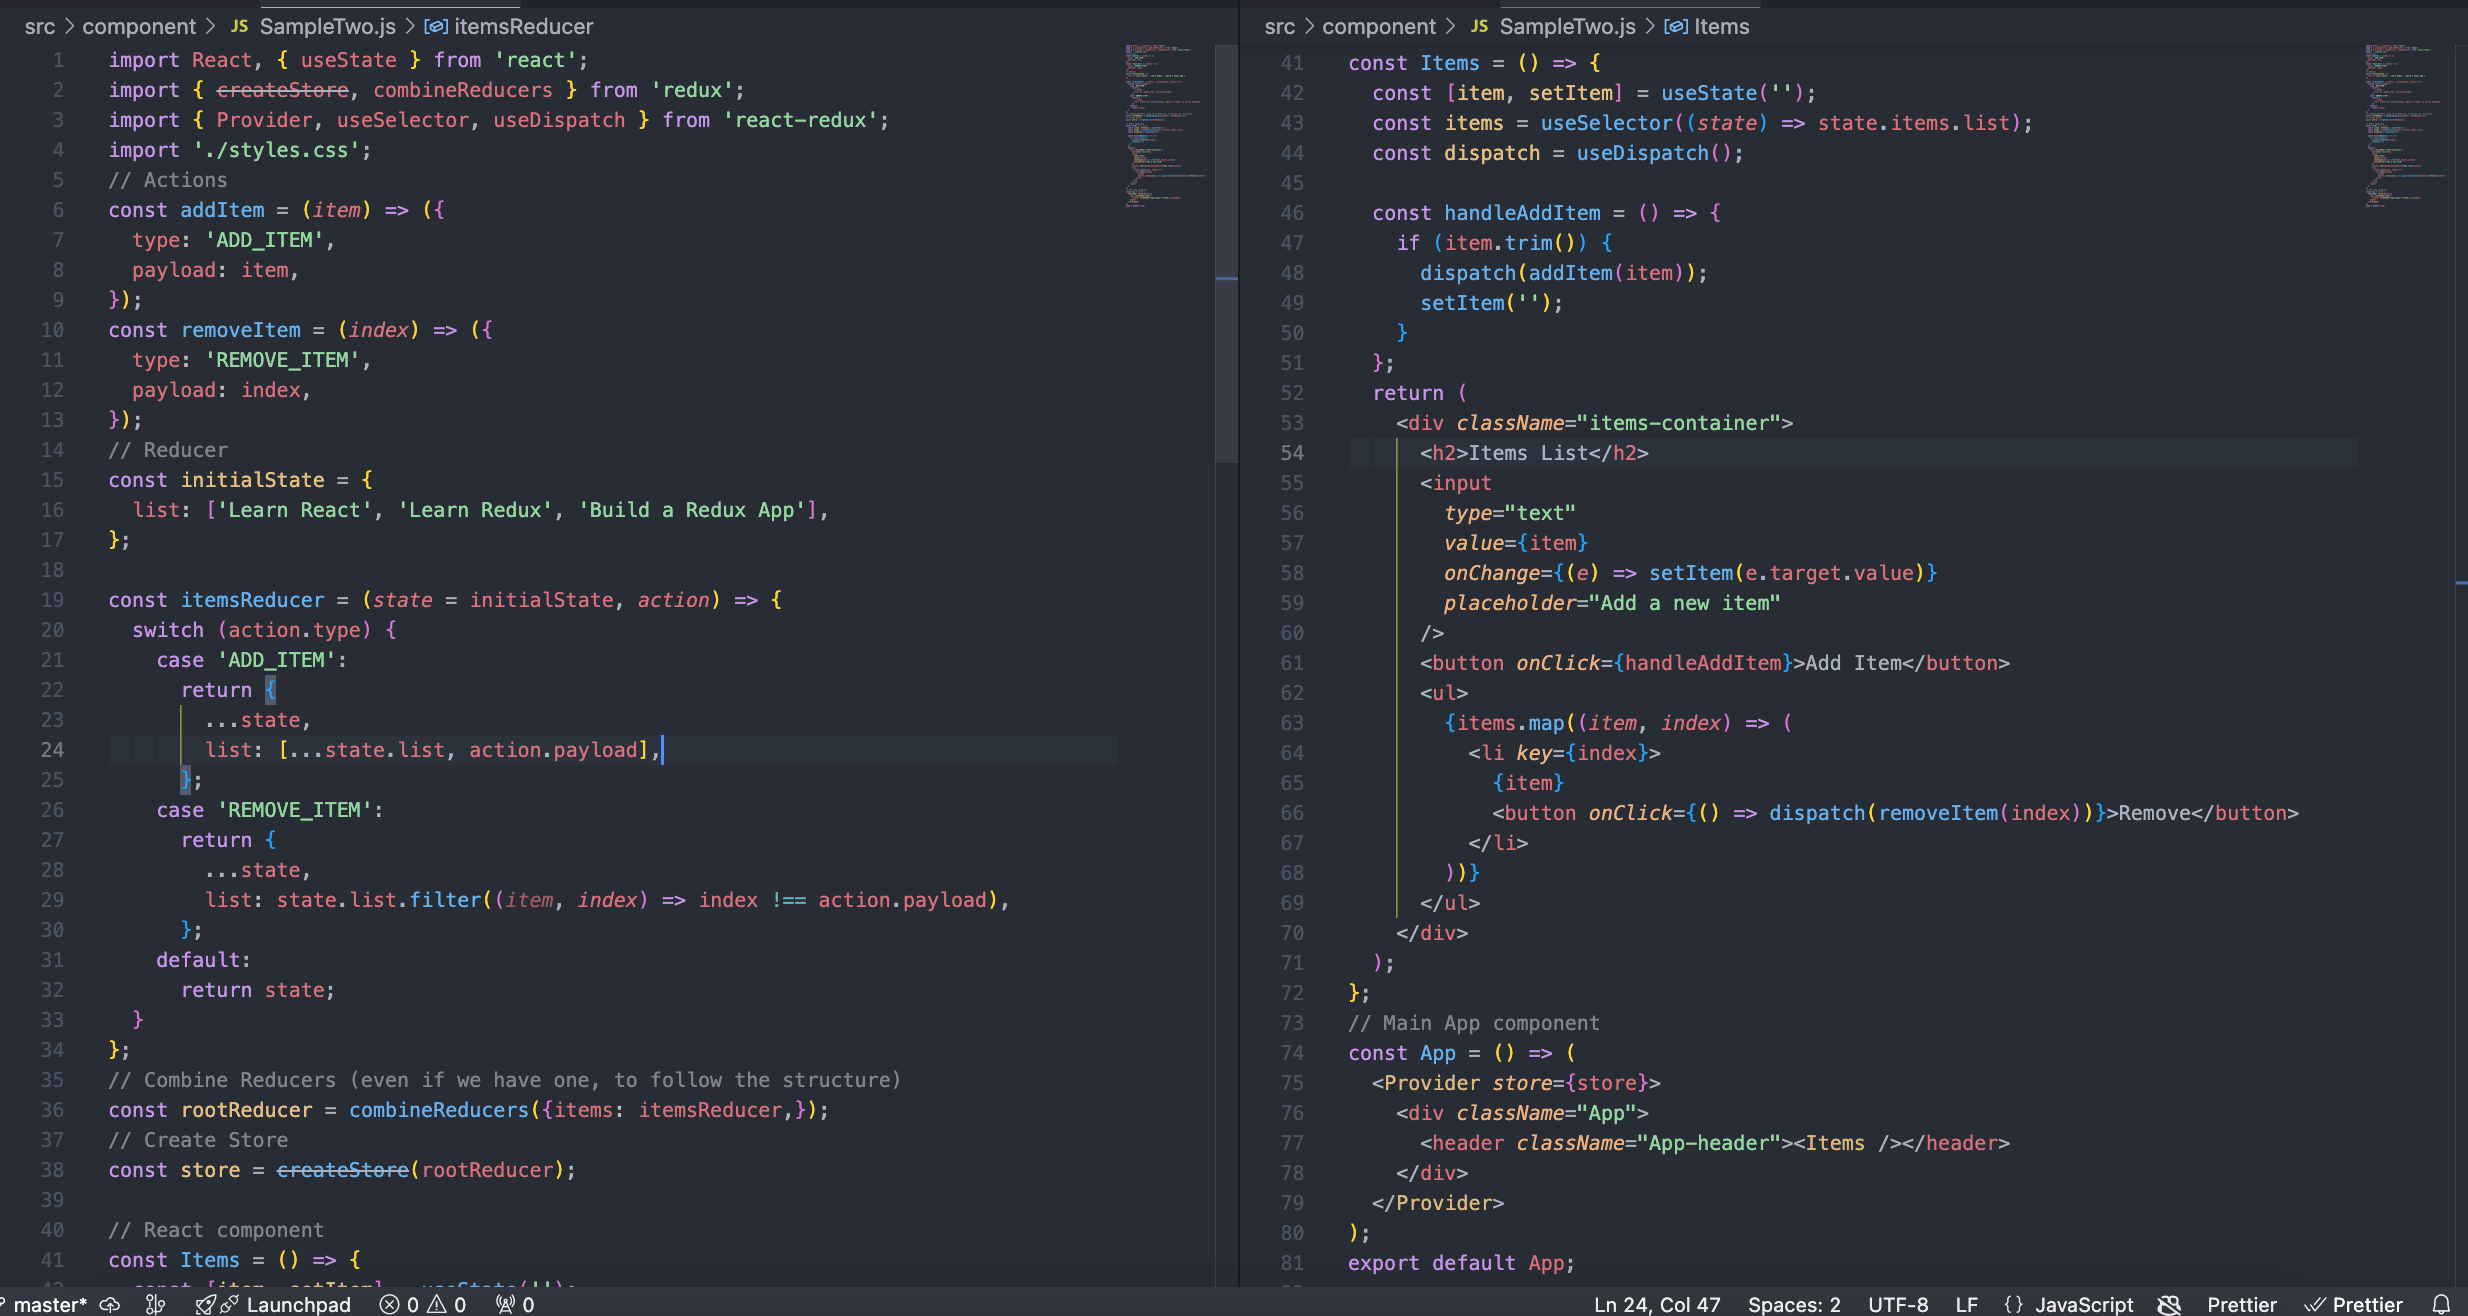 src > component > JS SampleTwo.js > itemsReducer
1 import React, { useState } from 'react';
2 import { createStore, combineReducers } from 'redux';
3 import { Provider, useSelector, useDispatch } from 'react-redux';
4 import './styles.css';
5 // Actions
6 const addItem = (item) => ({
7   type: 'ADD_ITEM',
8   payload: item,
9 });
10 const removeItem = (index) => ({
11   type: 'REMOVE_ITEM',
12   payload: index,
13 });
14 // Reducer
15 const initialState = {
16   list: ['Learn React', 'Learn Redux', 'Build a Redux App'],
17 };
18
19 const itemsReducer = (state = initialState, action) => {
20   switch (action.type) {
21     case 'ADD_ITEM':
22       return {
23         ...state,
24         list: [...state.list, action.payload],
25       };
26     case 'REMOVE_ITEM':
27       return {
28         ...state,
29         list: state.list.filter((item, index) => index !== action.payload),
30       };
31     default:
32       return state;
33   }
34 };
35 // Combine Reducers (even if we have one, to follow the structure)
36 const rootReducer = combineReducers({items: itemsReducer,});
37 // Create Store
38 const store = createStore(rootReducer);
39
40 // React component
41 const Items = () => {
42   const [item, setItem] = useState('');
src > component > JS SampleTwo.js > Items
41 const Items = () => {
42   const [item, setItem] = useState('');
43   const items = useSelector((state) => state.items.list);
44   const dispatch = useDispatch();
45
46   const handleAddItem = () => {
47     if (item.trim()) {
48       dispatch(addItem(item));
49       setItem('');
50     }
51   };
52   return (
53     <div className="items-container">
54       <h2>Items List</h2>
55       <input
56         type="text"
57         value={item}
58         onChange={(e) => setItem(e.target.value)}
59         placeholder="Add a new item"
60       />
61       <button onClick={handleAddItem}>Add Item</button>
62       <ul>
63         {items.map((item, index) => (
64           <li key={index}>
65             {item}
66             <button onClick={() => dispatch(removeItem(index))}>Remove</button>
67           </li>
68         ))}
69       </ul>
70     </div>
71   );
72 };
73 // Main App component
74 const App = () => (
75   <Provider store={store}>
76     <div className="App">
77       <header className="App-header"><Items /></header>
78     </div>
79   </Provider>
80 );
81 export default App;
master* Launchpad 0 0 0 Ln 24, Col 47 Spaces: 2 UTF-8 LF {} JavaScript Prettier Prettier